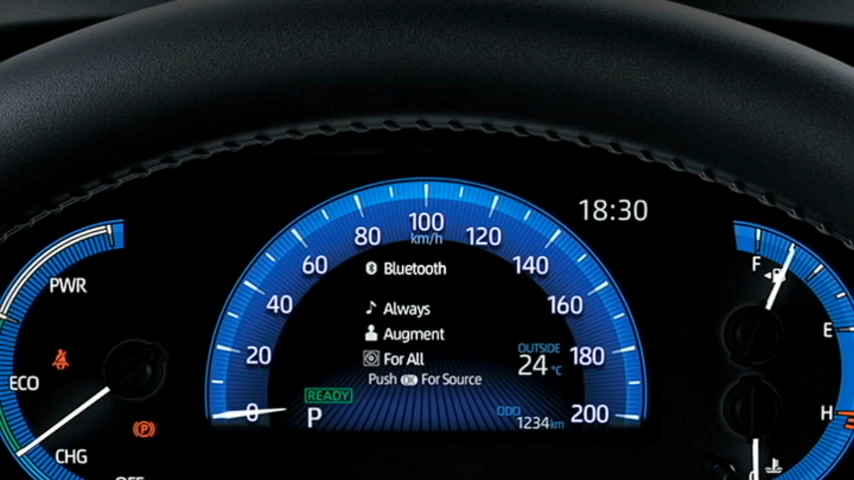 18:30
100
km/h
80
120
60
140
40
160
20
180
0
200
Bluetooth
Always
Augment
For All
Push OK For Source
OUTSIDE
24 °C
READY
P
ODO
1234 km
PWR
ECO
CHG
F
E
H